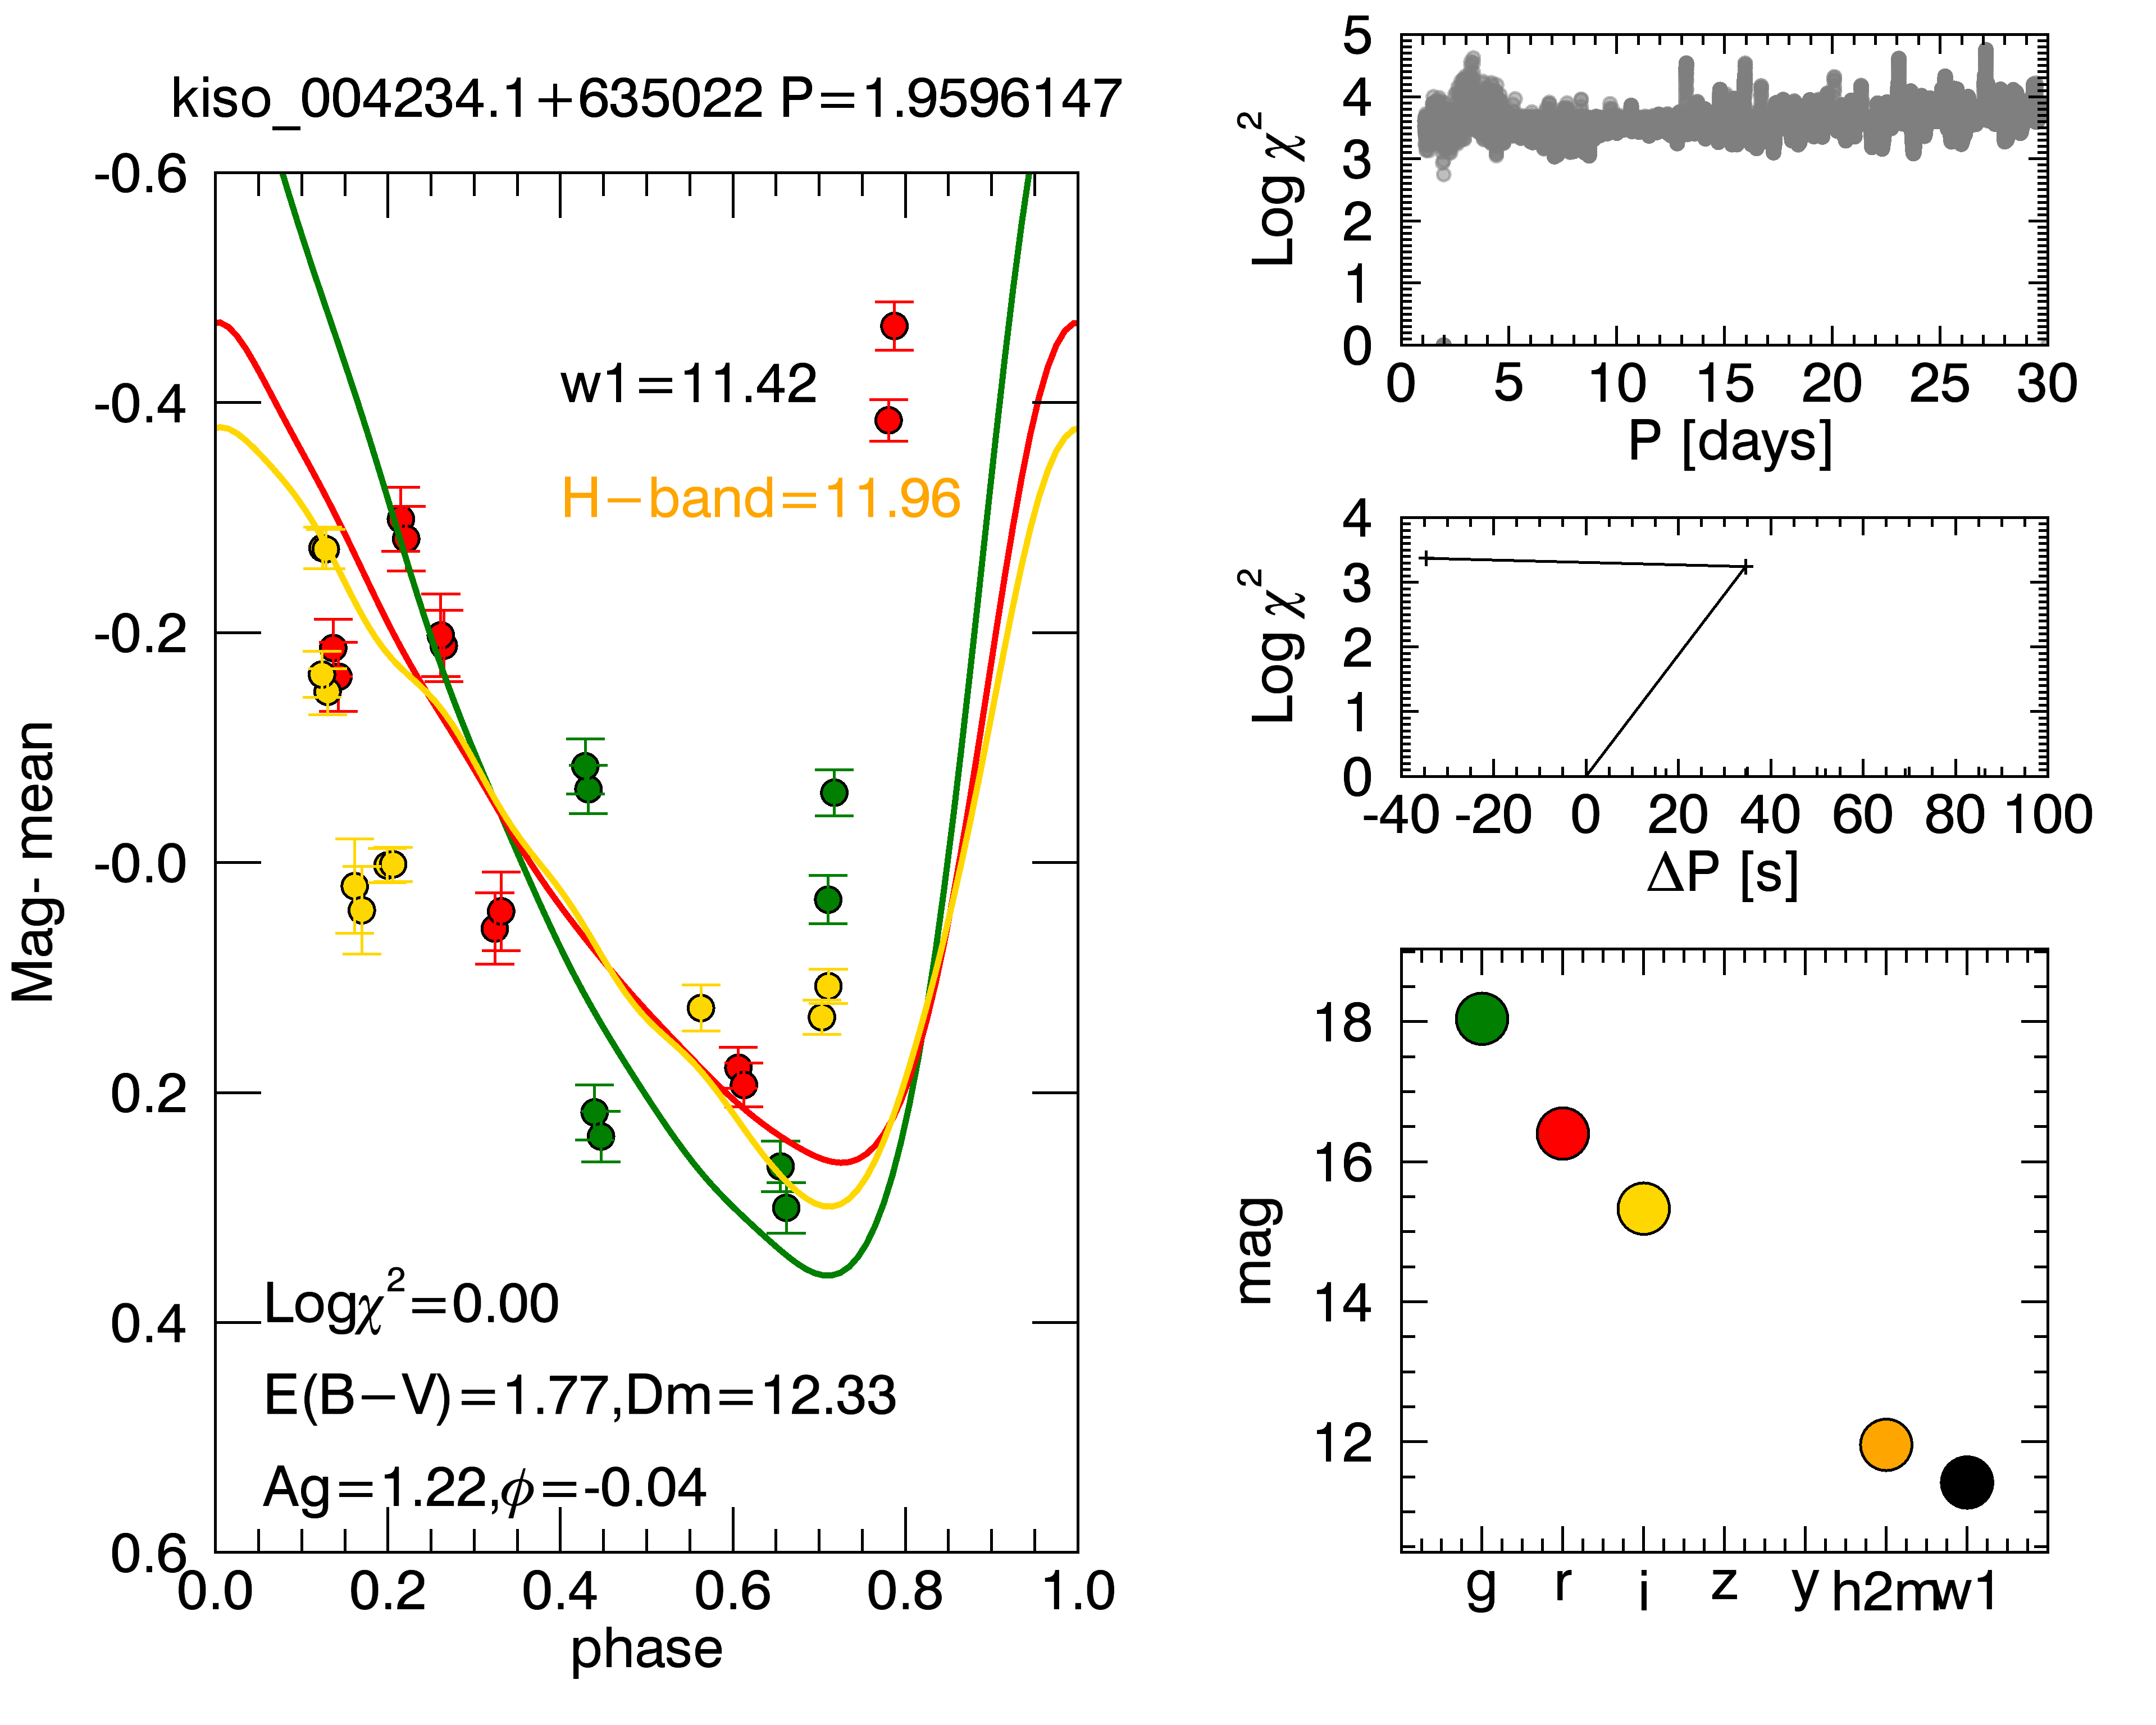 kiso_004234.1+635022 P=1.9596147
-0.6
-0.4
-0.2
-0.0
0.2
0.4
0.6
Mag- mean
w1=11.42
H−band=11.96
Logχ²=0.00
E(B−V)=1.77,Dm=12.33
Ag=1.22,ϕ=-0.04
0.0 0.2 0.4 0.6 0.8 1.0
phase
5
4
3
2
1
0
Log χ²
0 5 10 15 20 25 30
P [days]
4
3
2
1
0
Log χ²
-40 -20 0 20 40 60 80 100
ΔP [s]
18
16
14
12
mag
g r i z y h2m w1